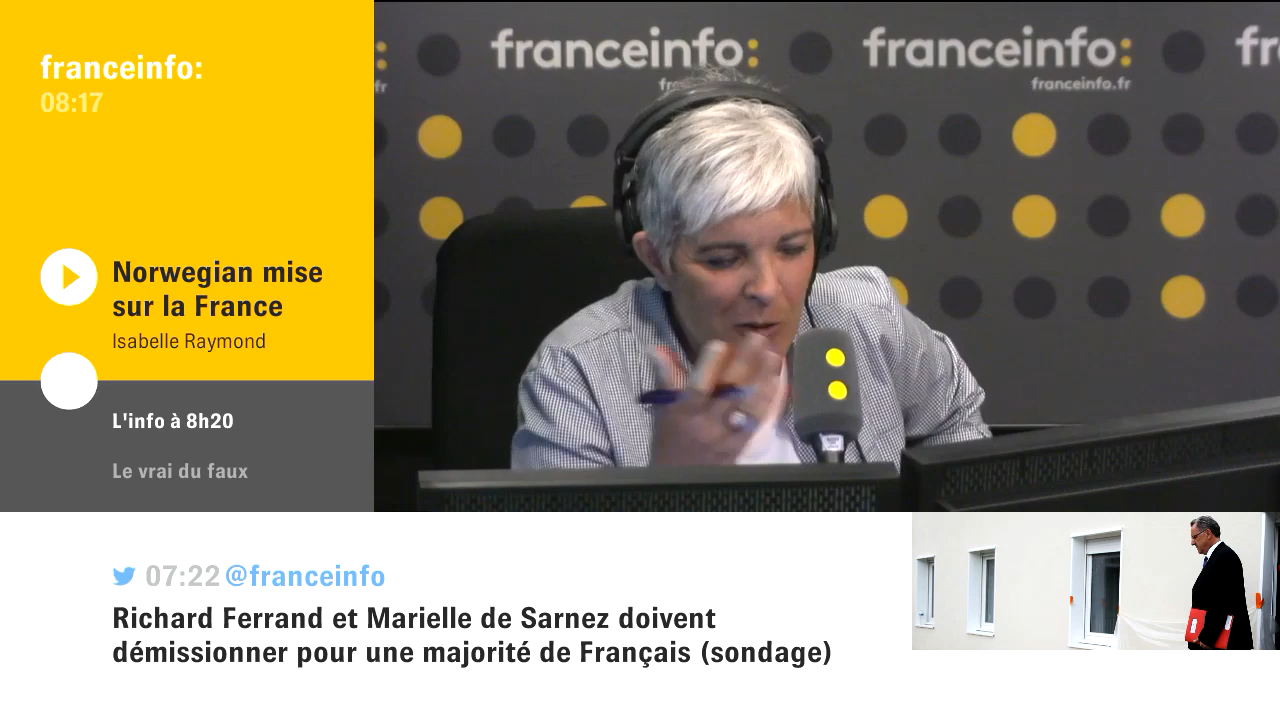 franceinfo:
08:17
Norwegian mise
sur la France
Isabelle Raymond
L'info à 8h20
Le vrai du faux
franceinfo:
franceinfo:
franceinfo.fr
07:22 @franceinfo
Richard Ferrand et Marielle de Sarnez doivent
démissionner pour une majorité de Français (sondage)